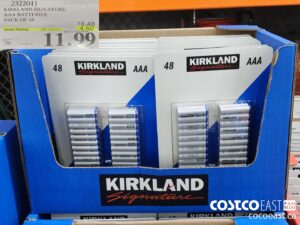 2322011
KIRKLAND SIGNATURE
AAA BATTERIES
PACK OF 48
16.49
4.50
11.99
48
KIRKLAND
Signature
AAA
48
KIRKLAND
Signature
AAA
KIRKLAND
Signature
COSTCO EAST
cocoeast.ca